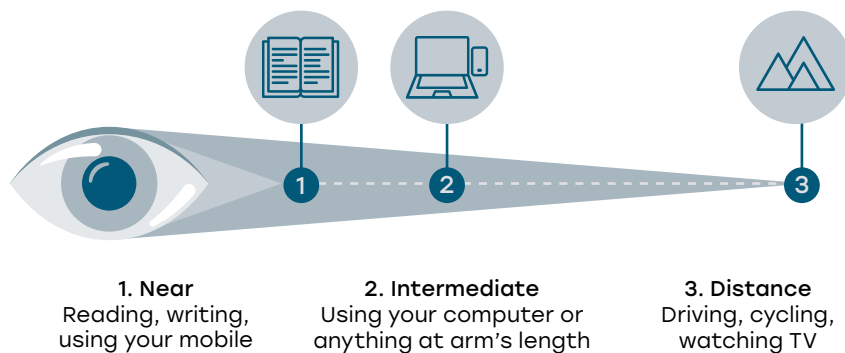 1
2
3
1. Near
Reading, writing,
using your mobile
2. Intermediate
Using your computer or
anything at arm’s length
3. Distance
Driving, cycling,
watching TV